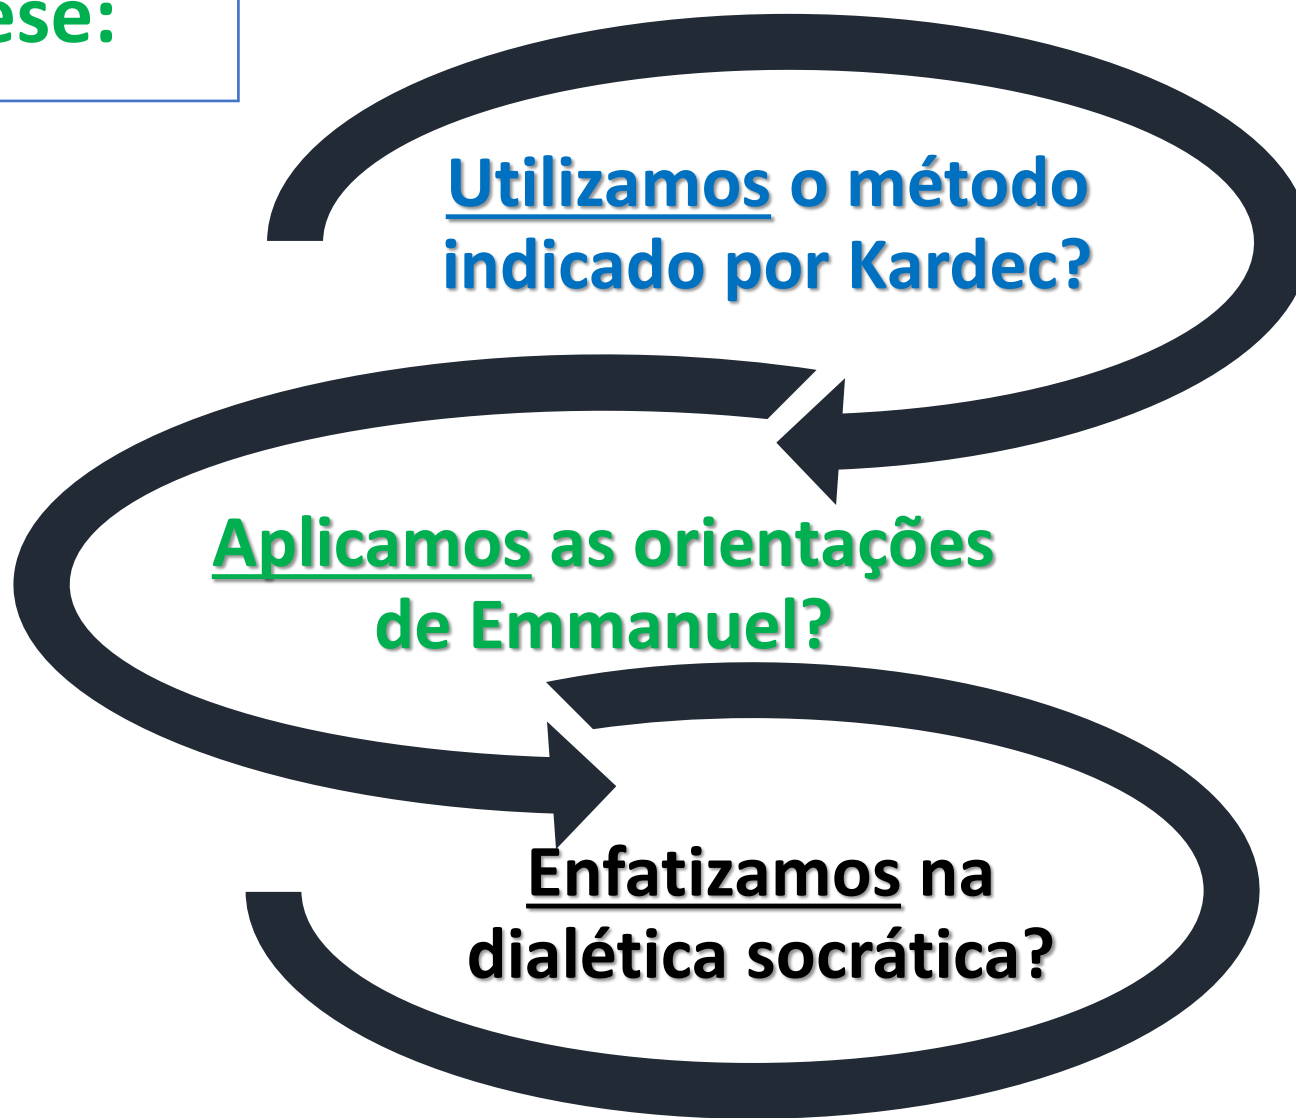 ese:
Utilizamos o método
indicado por Kardec?
Aplicamos as orientações
de Emmanuel?
Enfatizamos na
dialética socrática?